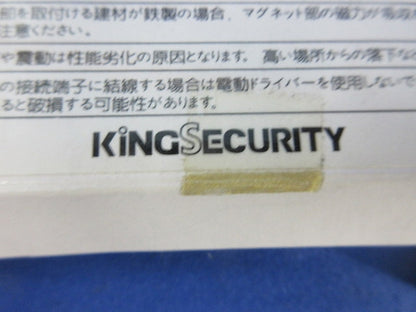 部を取付ける建材が鉄製の場合、マグネット部の磁力が
注意ください。
や震動は性能劣化の原因となります。 高い場所からの落下な
の接続端子に結線する場合は電動ドライバーを使用しないで
ると破損する可能性があります。
KiNGSECURITY